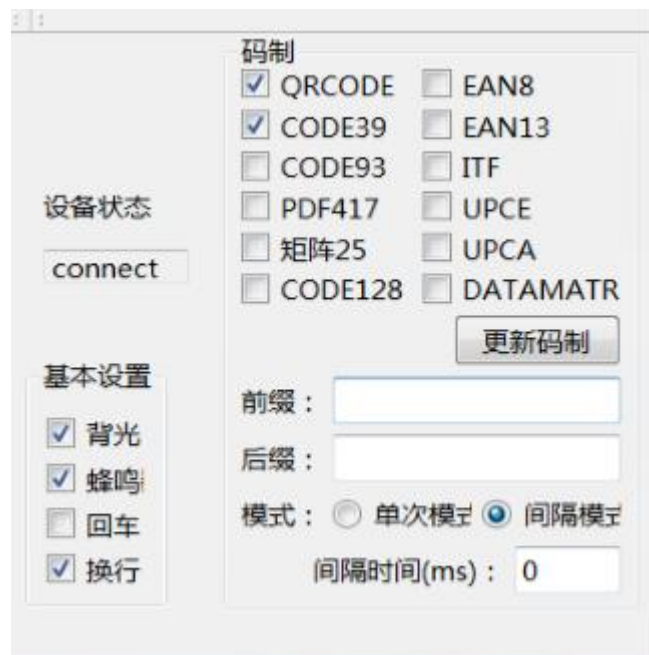 码制
QRCODE EAN8
CODE39 EAN13
CODE93 ITF
PDF417 UPCE
矩阵25 UPCA
CODE128 DATAMATR
更新码制
设备状态
connect
基本设置
背光
蜂鸣
回车
换行
前缀：
后缀：
模式： 单次模 间隔模
间隔时间(ms)： 0